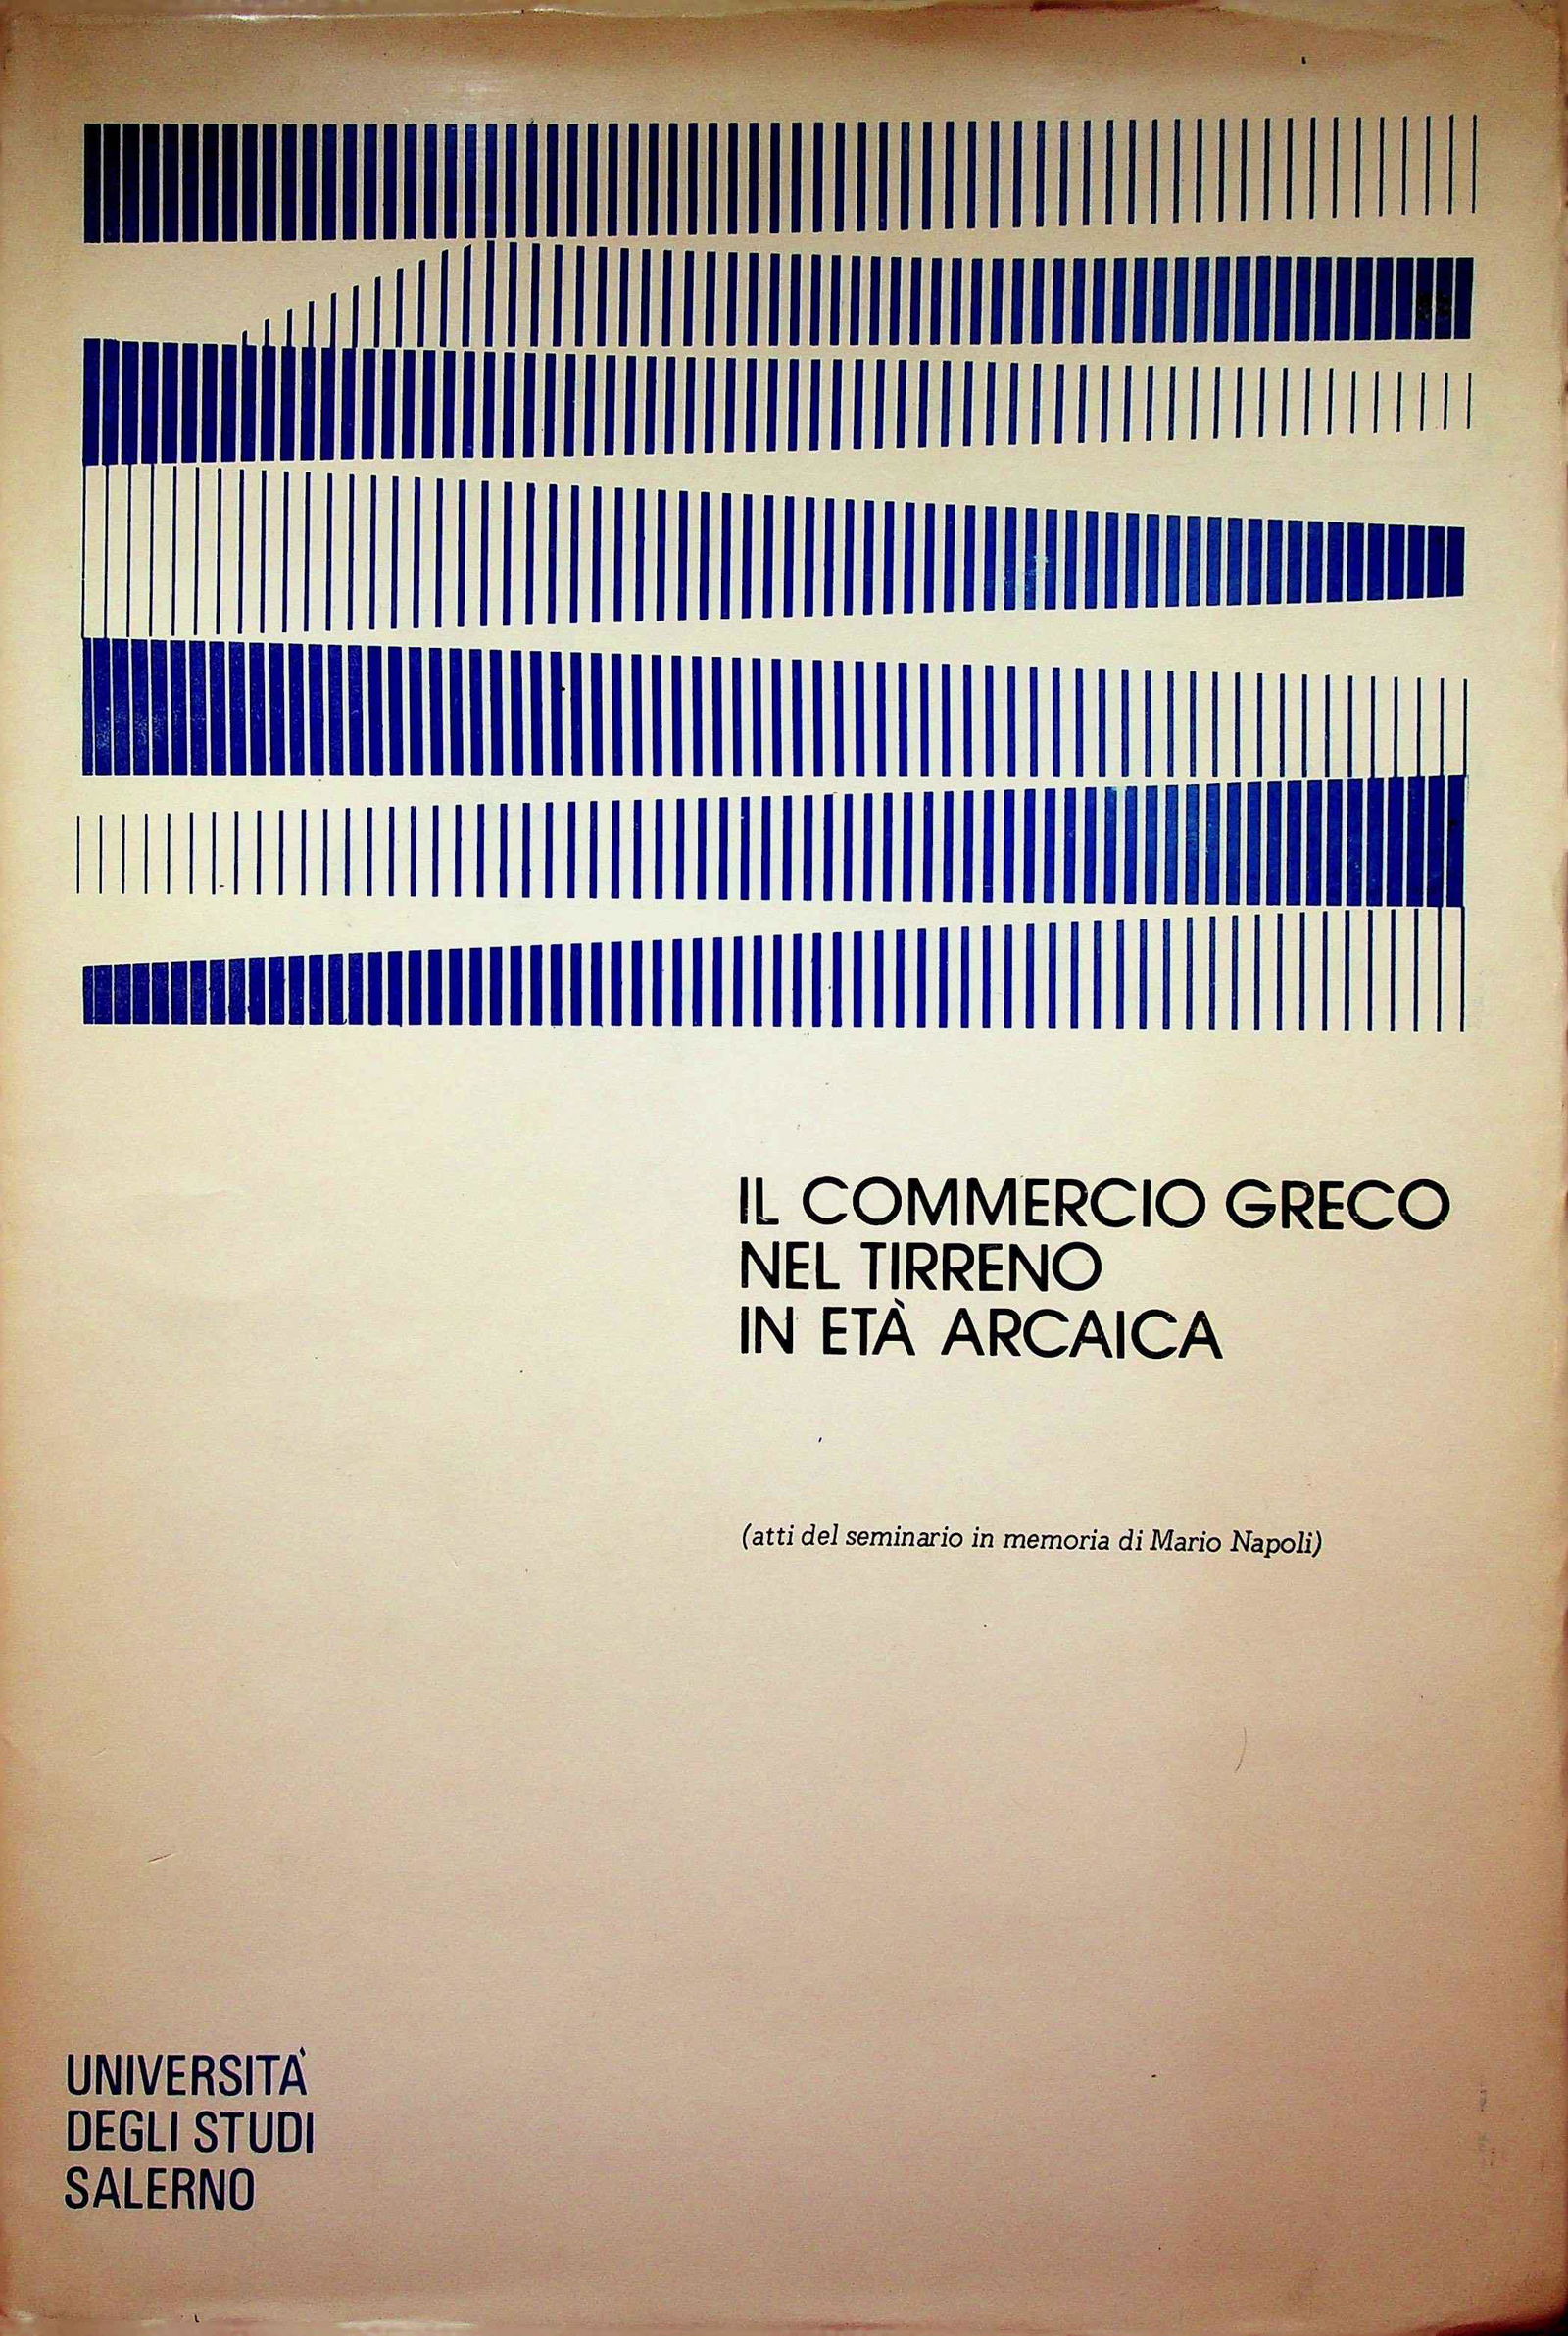 IL COMMERCIO GRECO
NEL TIRRENO
IN ETÀ ARCAICA
(atti del seminario in memoria di Mario Napoli)
UNIVERSITA'
DEGLI STUDI
SALERNO